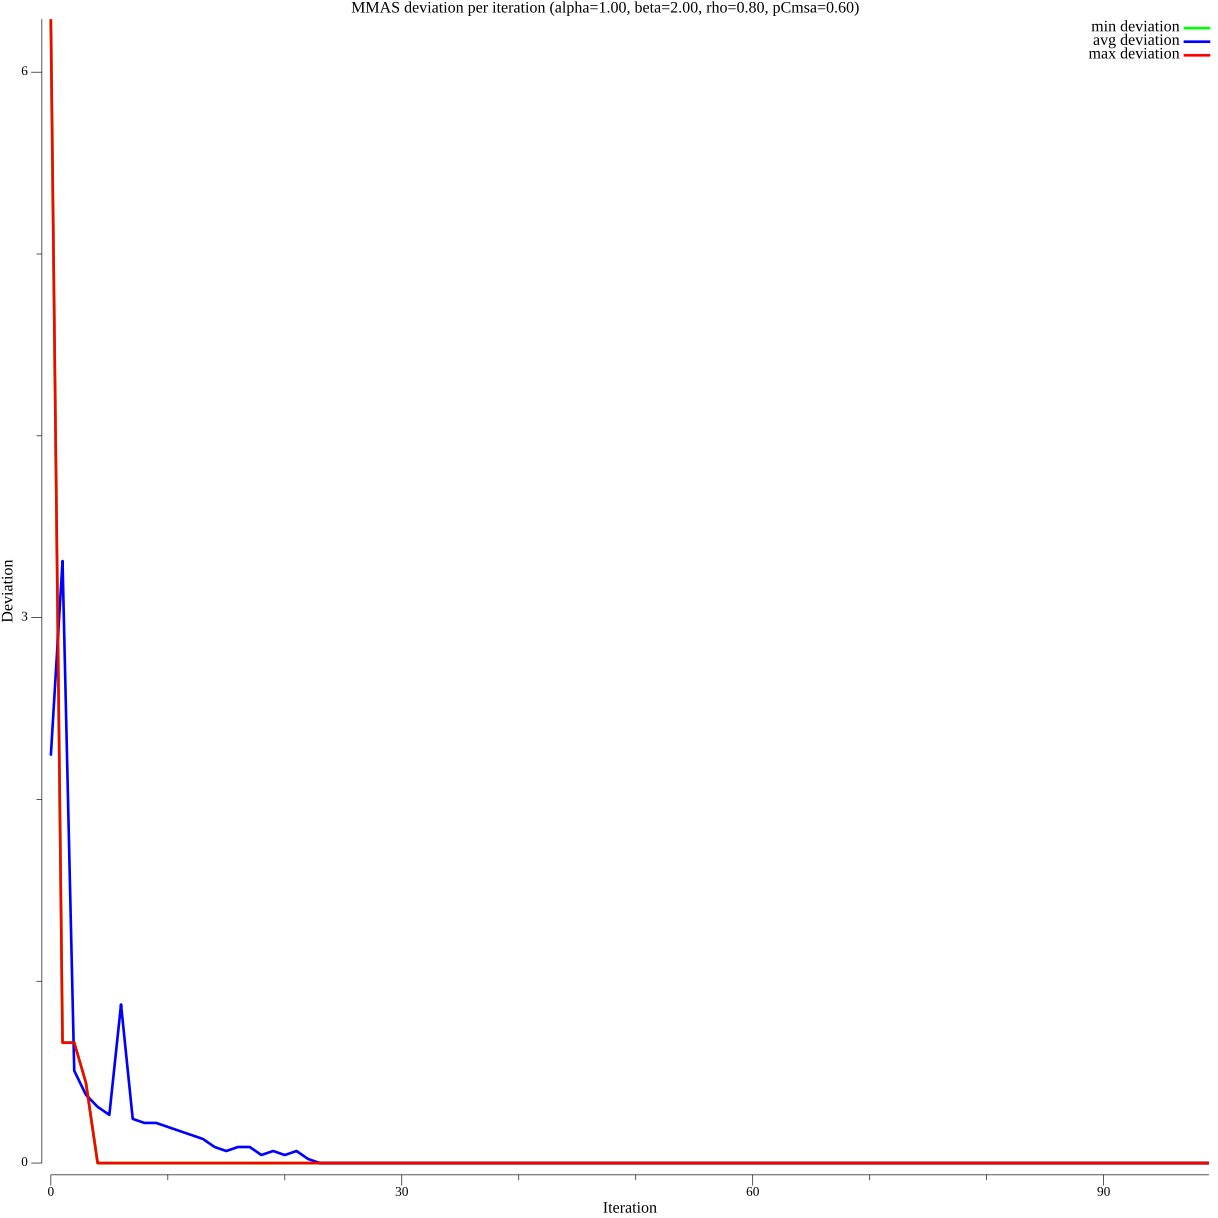 MMAS deviation per iteration (alpha=1.00, beta=2.00, rho=0.80, pCmsa=0.60)
min deviation
avg deviation
max deviation
6
3
0
Deviation
0
30
60
90
Iteration